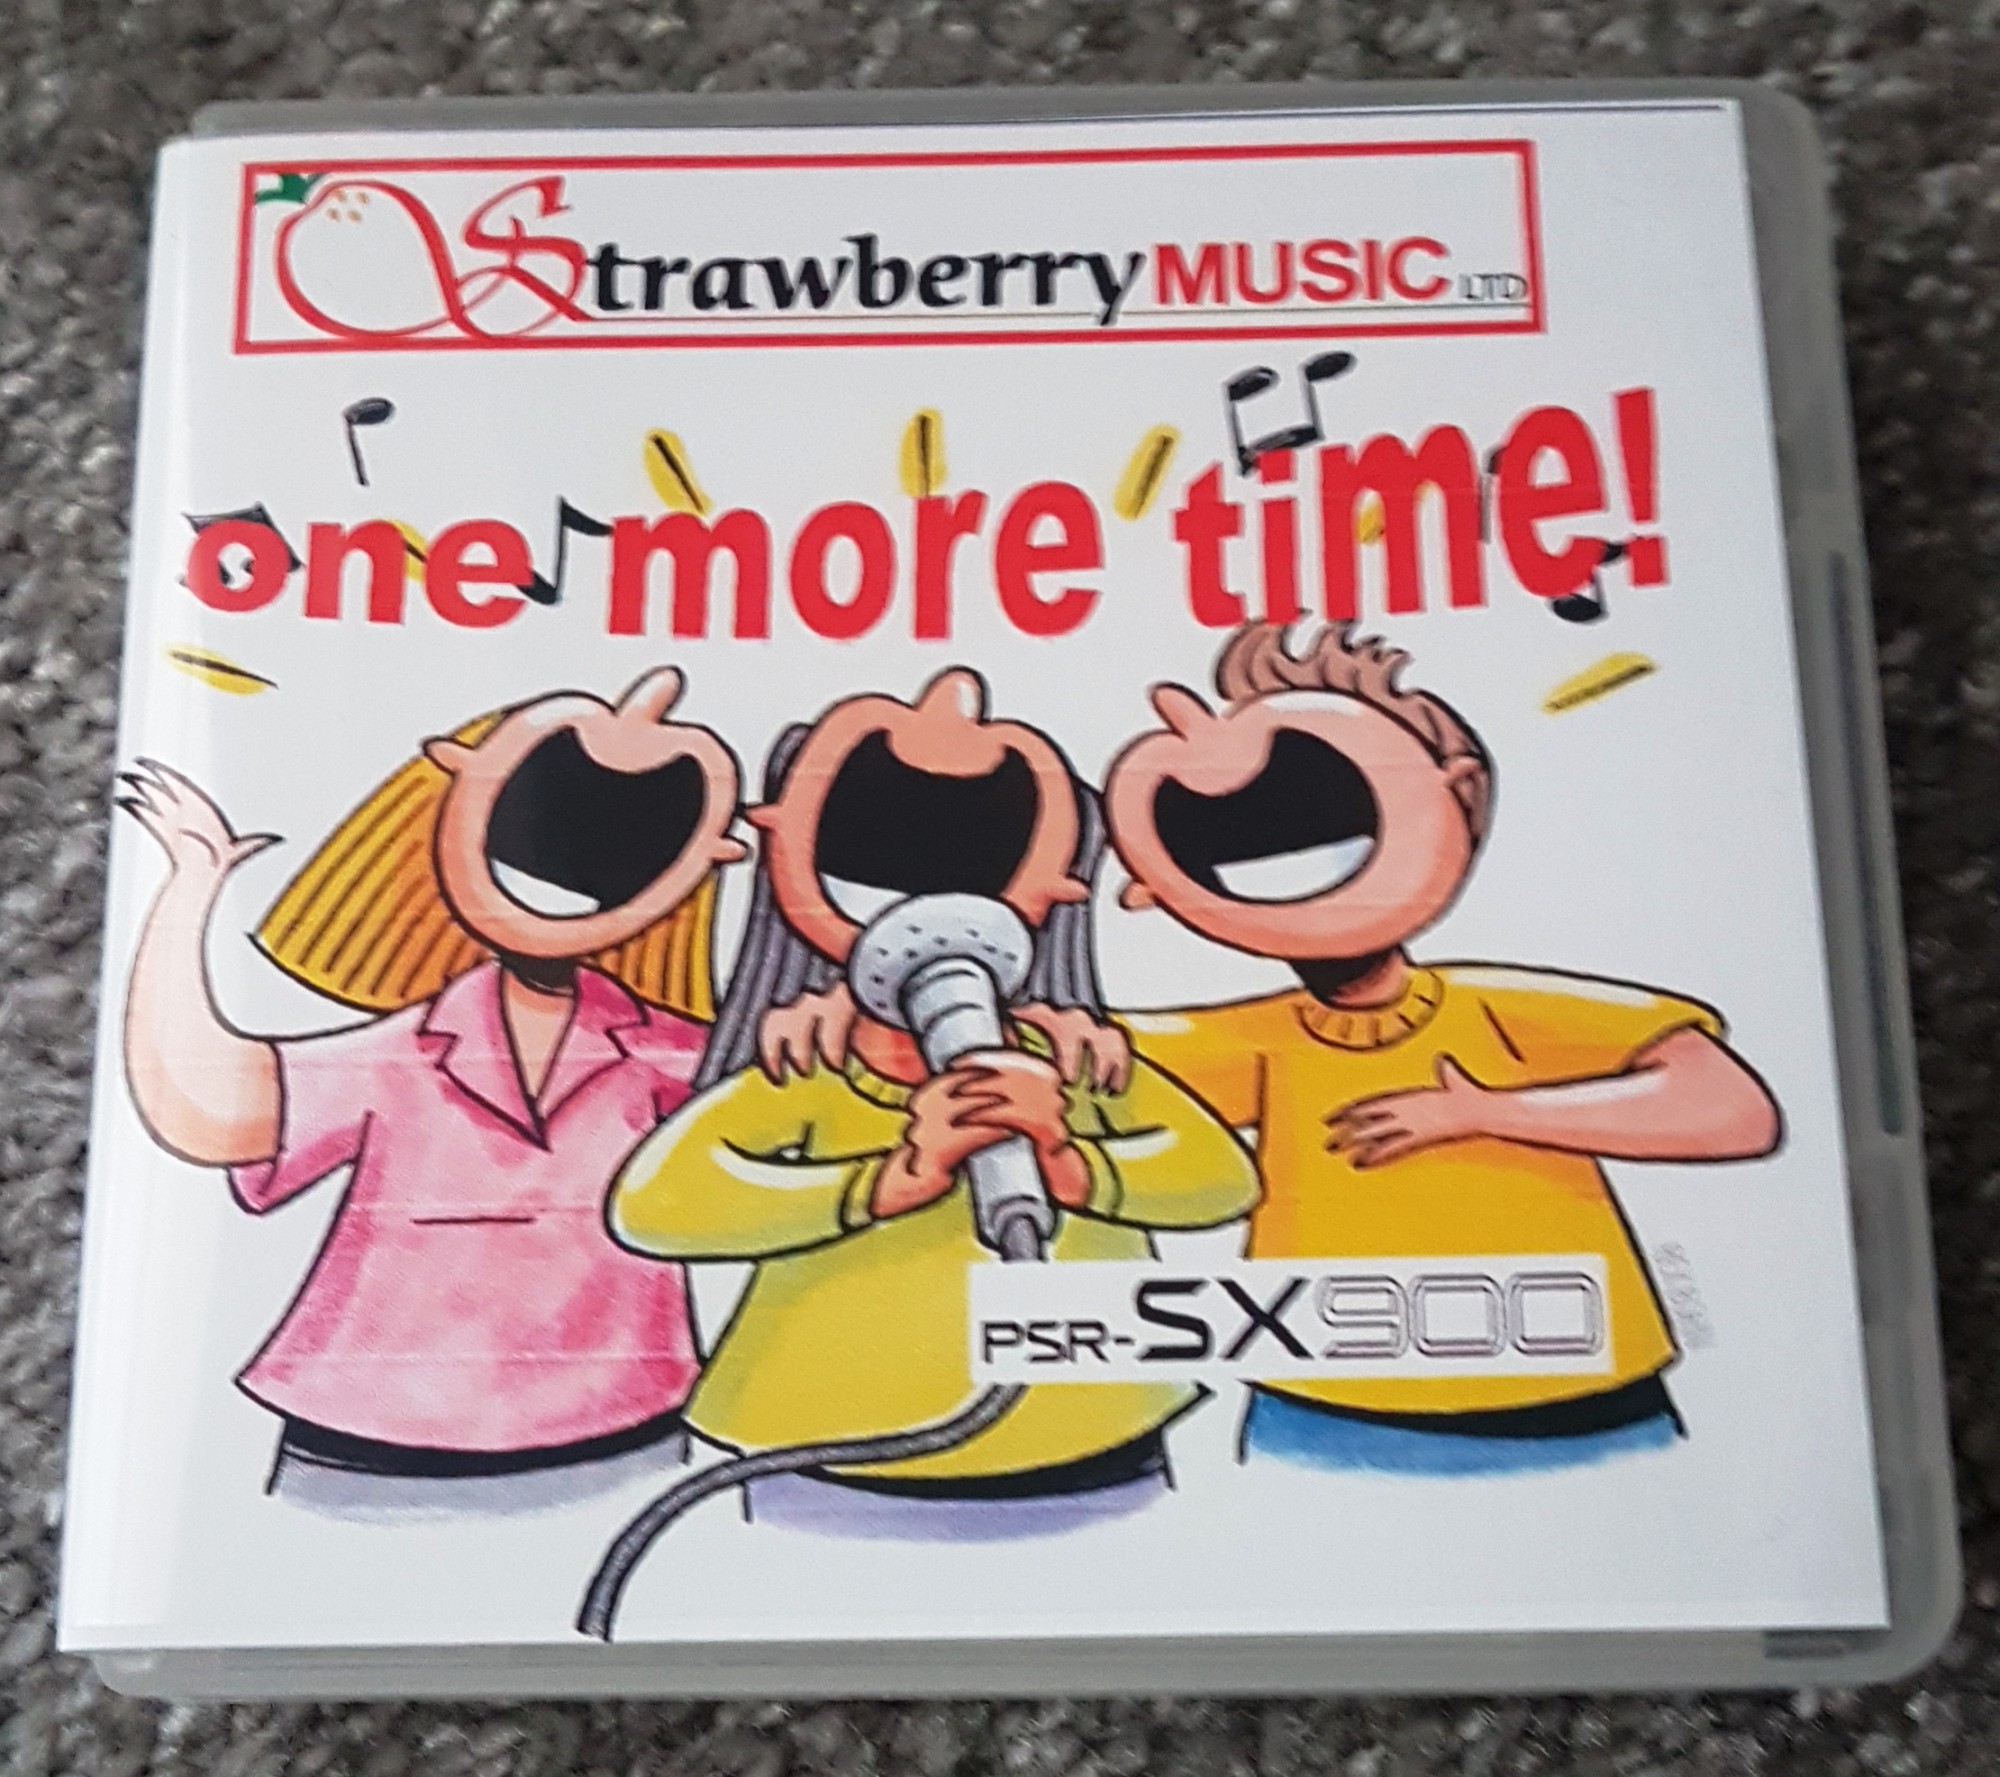 Strawberry MUSIC LTD
one more time!
PSR-SX900